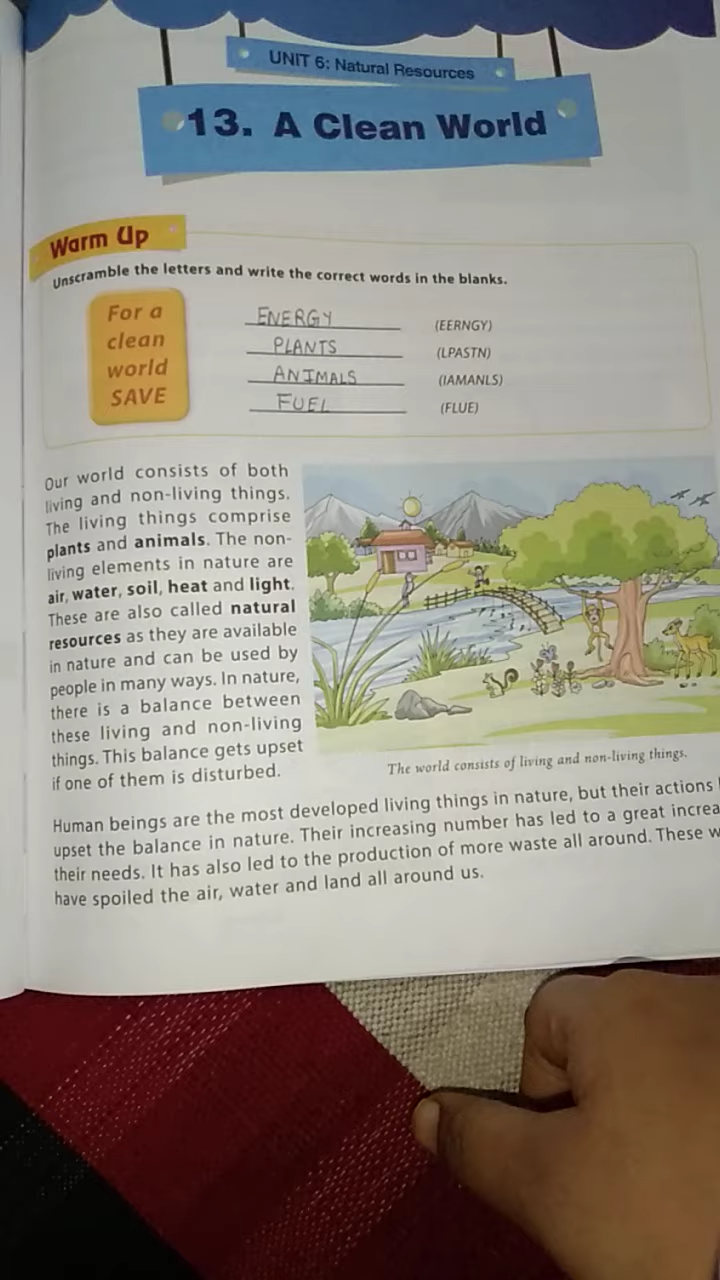 UNIT 6: Natural Resources
13. A Clean World
Warm Up
Unscramble the letters and write the correct words in the blanks.
For a
clean
world
SAVE
ENERGY (EERNGY)
PLANTS (LPASTN)
ANIMALS (IAMANLS)
FUEL (FLUE)
Our world consists of both
living and non-living things.
The living things comprise
plants and animals. The non-
living elements in nature are
air, water, soil, heat and light.
These are also called natural
resources as they are available
in nature and can be used by
people in many ways. In nature,
there is a balance between
these living and non-living
things. This balance gets upset
if one of them is disturbed.
The world consists of living and non-living things.
Human beings are the most developed living things in nature, but their actions
upset the balance in nature. Their increasing number has led to a great
their needs. It has also led to the production of more waste all around. These
have spoiled the air, water and land all around us.